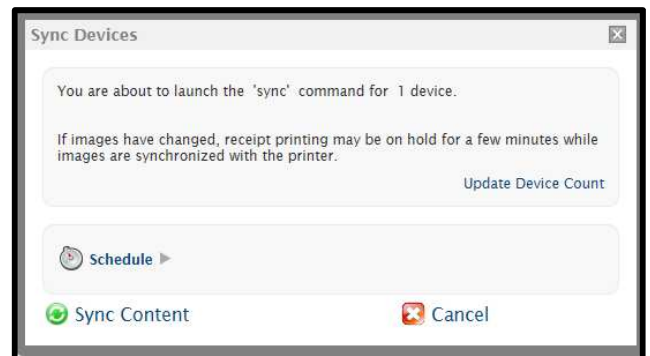 Sync Devices
You are about to launch the 'sync' command for 1 device.
If images have changed, receipt printing may be on hold for a few minutes while
images are synchronized with the printer.
Update Device Count
Schedule
Sync Content
Cancel